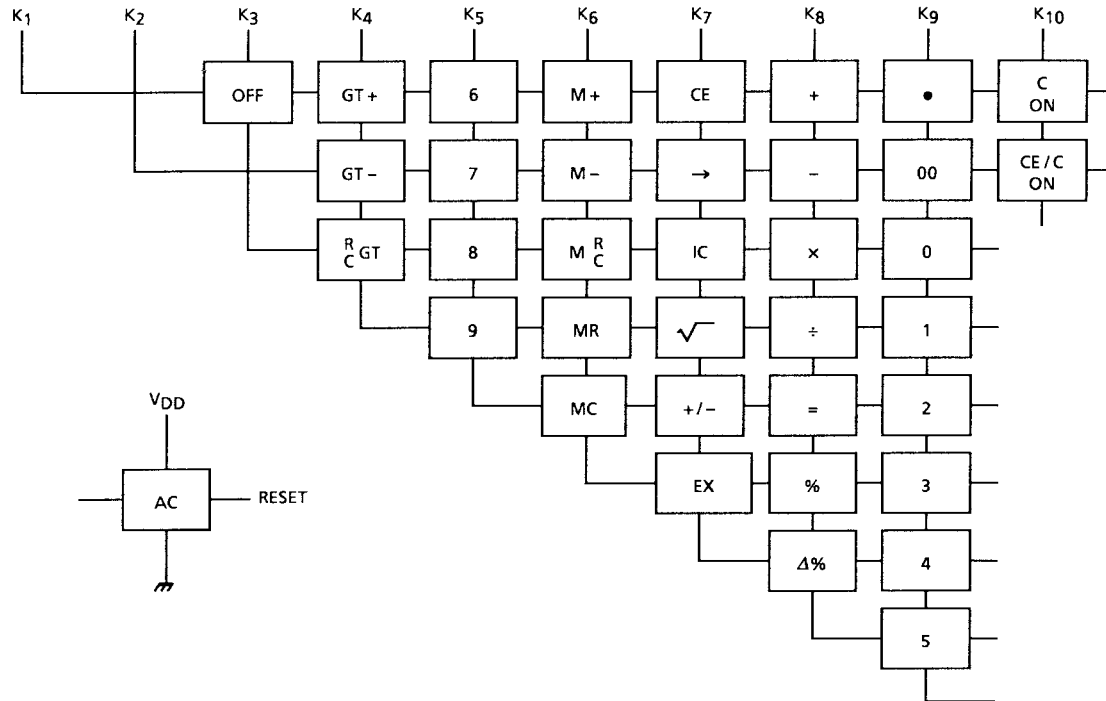 K1 K2 K3 K4 K5 K6 K7 K8 K9 K10
OFF GT+ 6 M+ CE + • C ON
GT− 7 M− → − 00 CE/C ON
R C GT 8 M R C IC × 0
9 MR √ ÷ 1
MC +/− = 2
VDD
EX % 3
AC RESET
Δ% 4
5